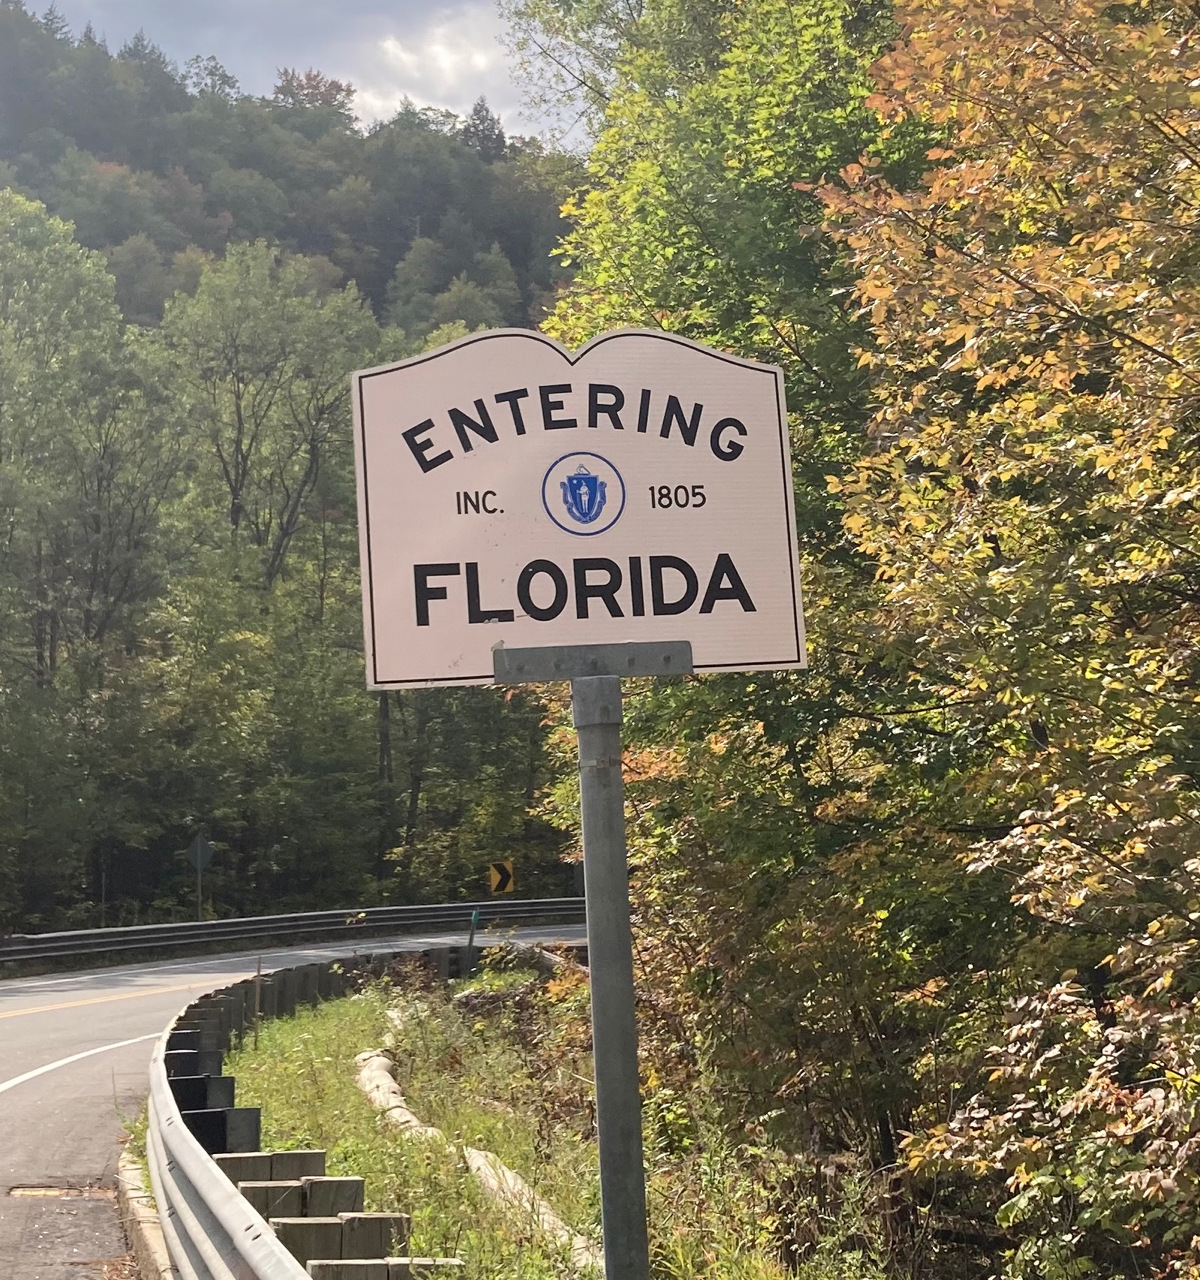 ENTERING
INC. 1805
FLORIDA